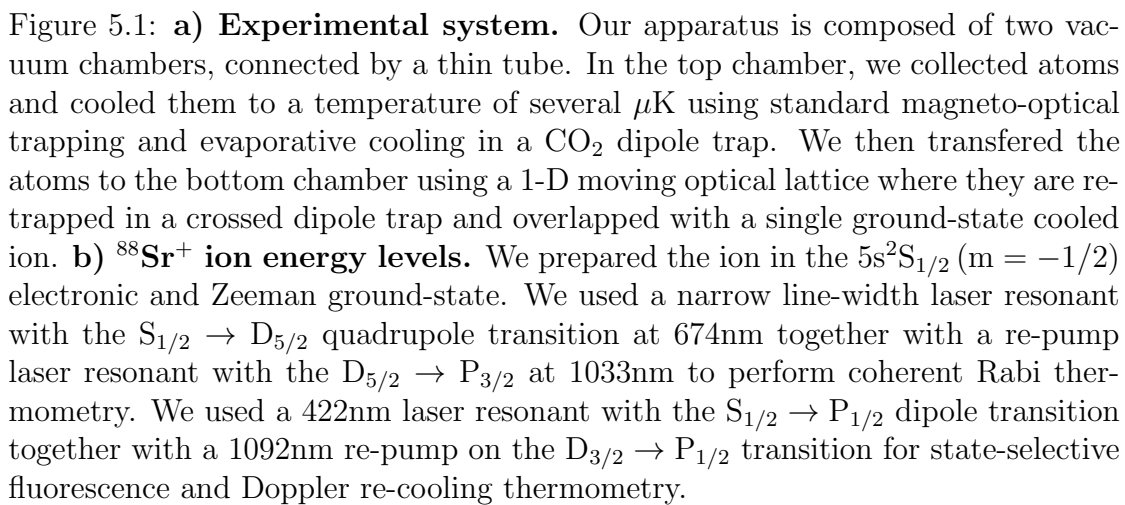 Figure 5.1: a) Experimental system. Our apparatus is composed of two vac-
uum chambers, connected by a thin tube. In the top chamber, we collected atoms
and cooled them to a temperature of several μK using standard magneto-optical
trapping and evaporative cooling in a CO₂ dipole trap. We then transfered the
atoms to the bottom chamber using a 1-D moving optical lattice where they are re-
trapped in a crossed dipole trap and overlapped with a single ground-state cooled
ion. b) ⁸⁸Sr⁺ ion energy levels. We prepared the ion in the 5s²S₁/₂ (m = −1/2)
electronic and Zeeman ground-state. We used a narrow line-width laser resonant
with the S₁/₂ → D₅/₂ quadrupole transition at 674nm together with a re-pump
laser resonant with the D₅/₂ → P₃/₂ at 1033nm to perform coherent Rabi ther-
mometry. We used a 422nm laser resonant with the S₁/₂ → P₁/₂ dipole transition
together with a 1092nm re-pump on the D₃/₂ → P₁/₂ transition for state-selective
fluorescence and Doppler re-cooling thermometry.